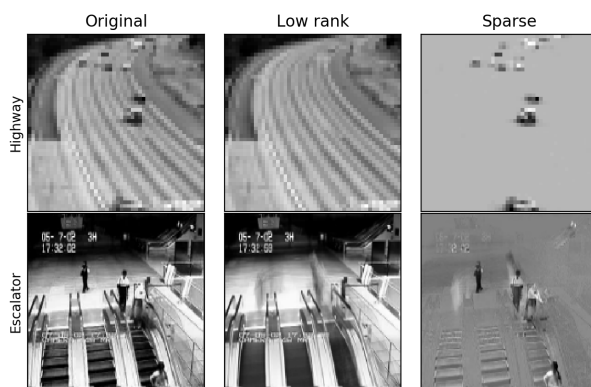 Original Low rank Sparse
Highway
Escalator
05- 7-02 3H
17:32:02
05- 7-02 3H
17:31:58